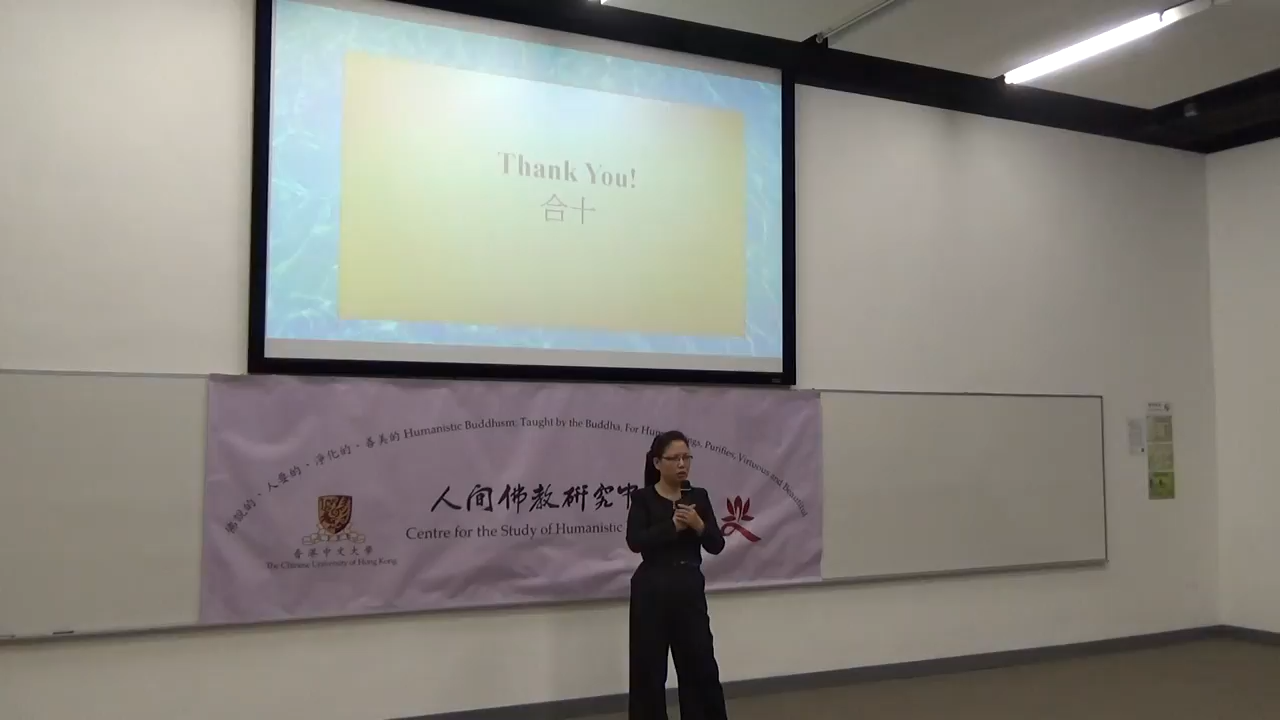 Thank You!
合十
佛說的、人要的、淨化的、善美的 Humanistic Buddhism: Taught by the Buddha, For Hum ngs, Purifies, Virtuous and Beautiful
人间佛教研究中
Centre for the Study of Humanistic
香港中文大學
The Chinese University of Hong Kong